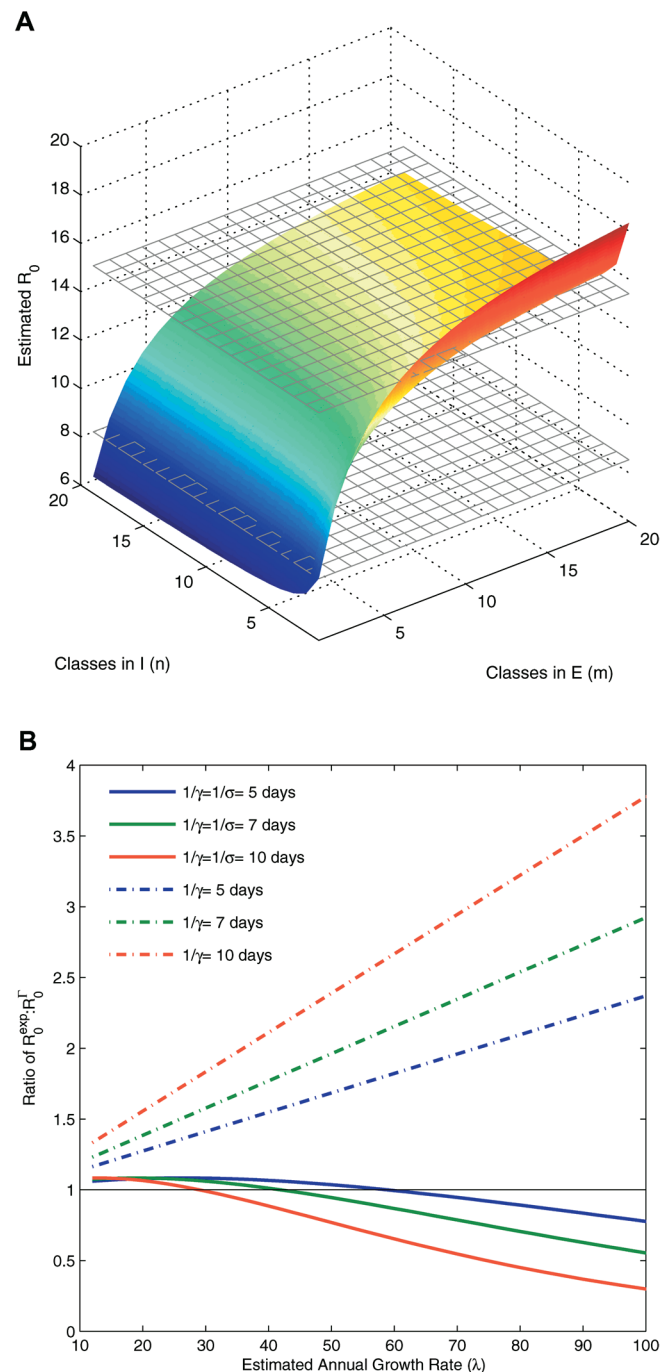 A
20
18
16
14
12
10
8
6
Estimated R0
20
15
10
5
Classes in I (n)
5
10
15
20
Classes in E (m)
B
4
3.5
3
2.5
2
1.5
1
0.5
0
Ratio of R0^exp:R0^Γ
1/γ=1/σ= 5 days
1/γ=1/σ= 7 days
1/γ=1/σ= 10 days
1/γ= 5 days
1/γ= 7 days
1/γ= 10 days
10 20 30 40 50 60 70 80 90 100
Estimated Annual Growth Rate (λ)